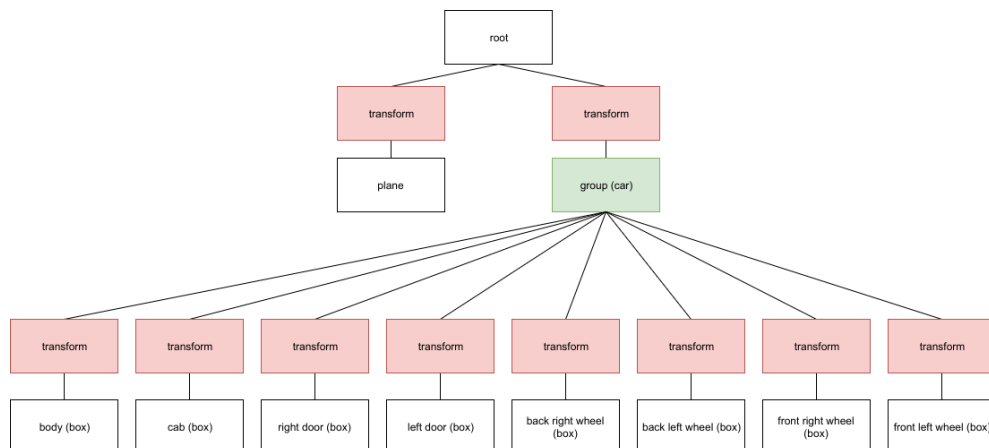 root
transform
transform
plane
group (car)
transform
transform
transform
transform
transform
transform
transform
transform
body (box)
cab (box)
right door (box)
left door (box)
back right wheel
(box)
back left wheel (box)
front right wheel
(box)
front left wheel (box)